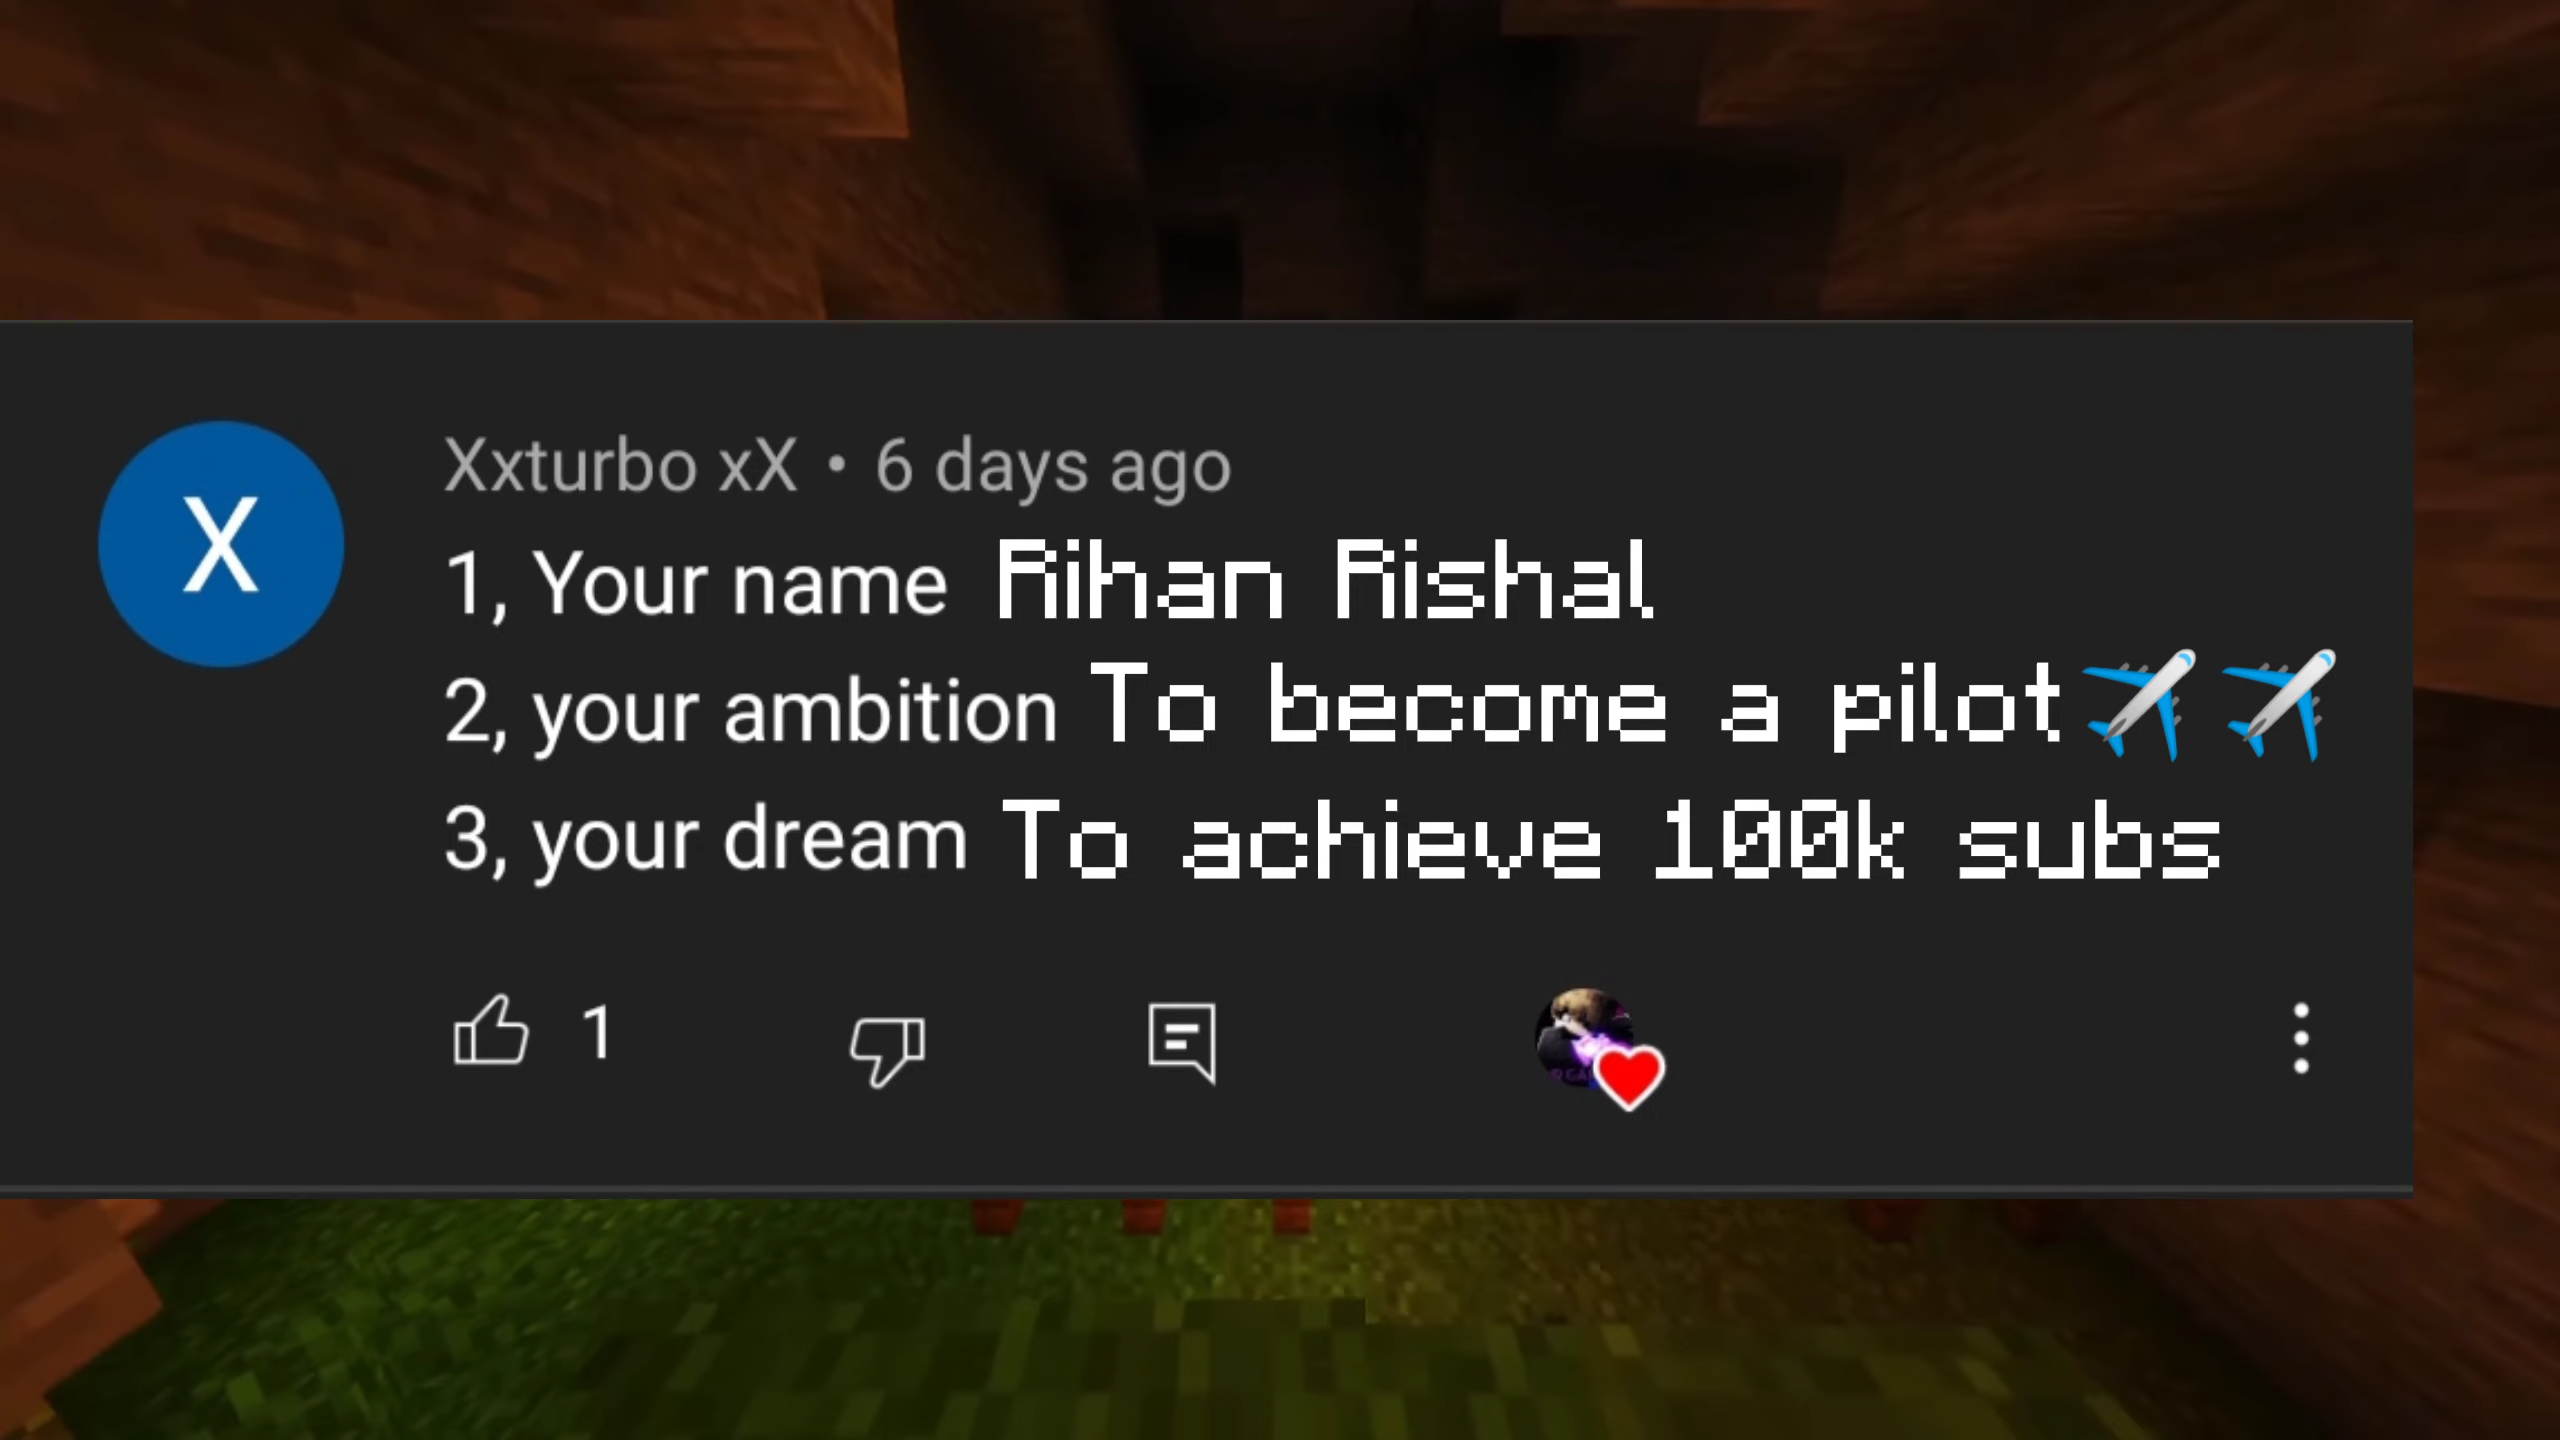 X
Xxturbo xX • 6 days ago
1, Your name Rihan Rishal
2, your ambition To become a pilot✈️✈️
3, your dream To achieve 100k subs
1